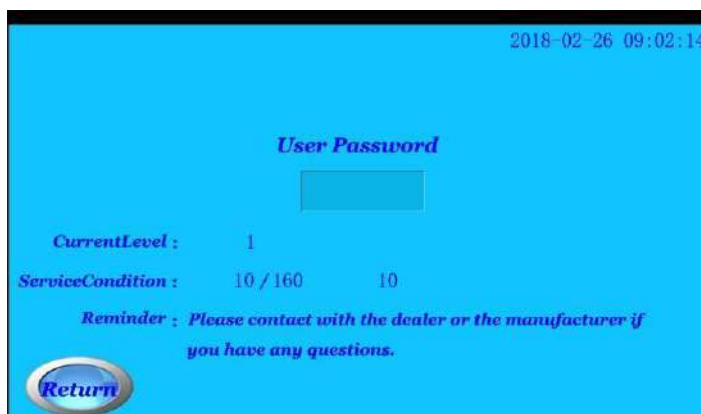 2018-02-26 09:02:14
User Password
CurrentLevel : 1
ServiceCondition : 10/160 10
Reminder : Please contact with the dealer or the manufacturer if
you have any questions.
Return